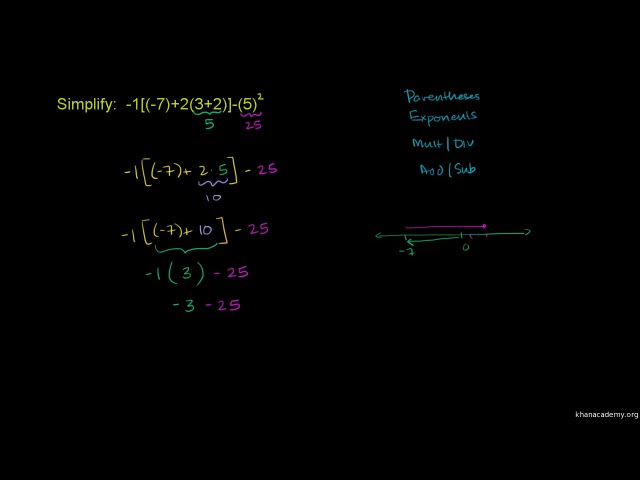 Simplify: -1[(-7)+2(3+2)]-(5)²
5
25
-1[(-7)+2·5]-25
10
-1[(-7)+10]-25
-1(3)-25
-3-25
Parentheses
Exponents
Mult/Div
Add/Sub
-7
0
khanacademy.org